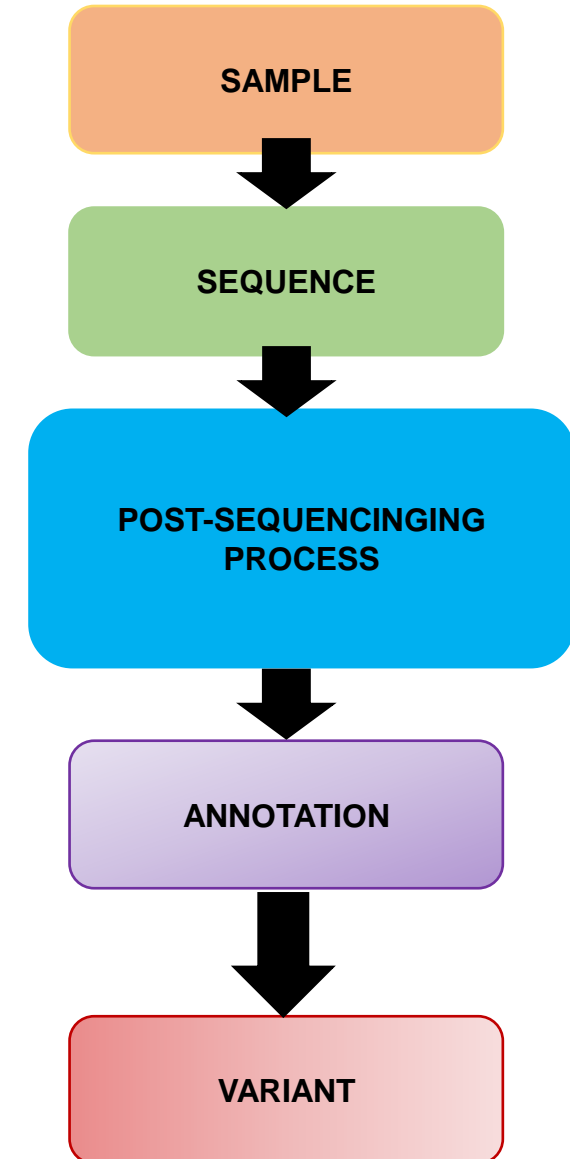 SAMPLE
SEQUENCE
POST-SEQUENCINGING
PROCESS
ANNOTATION
VARIANT